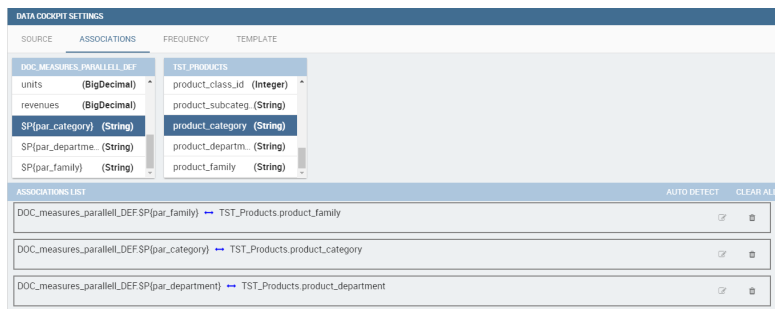 DATA COCKPIT SETTINGS
SOURCE ASSOCIATIONS FREQUENCY TEMPLATE
DOC_MEASURES_PARALLELL_DEF TST_PRODUCTS
units (BigDecimal) product_class_id (Integer)
revenues (BigDecimal) product_subcateg.. (String)
$P{par_category} (String) product_category (String)
$P{par_departme... (String) product_departm... (String)
$P{par_family} (String) product_family (String)
ASSOCIATIONS LIST AUTO DETECT CLEAR ALL
DOC_measures_parallell_DEF.$P{par_family} ↔ TST_Products.product_family
DOC_measures_parallell_DEF.$P{par_category} ↔ TST_Products.product_category
DOC_measures_parallell_DEF.$P{par_department} ↔ TST_Products.product_department